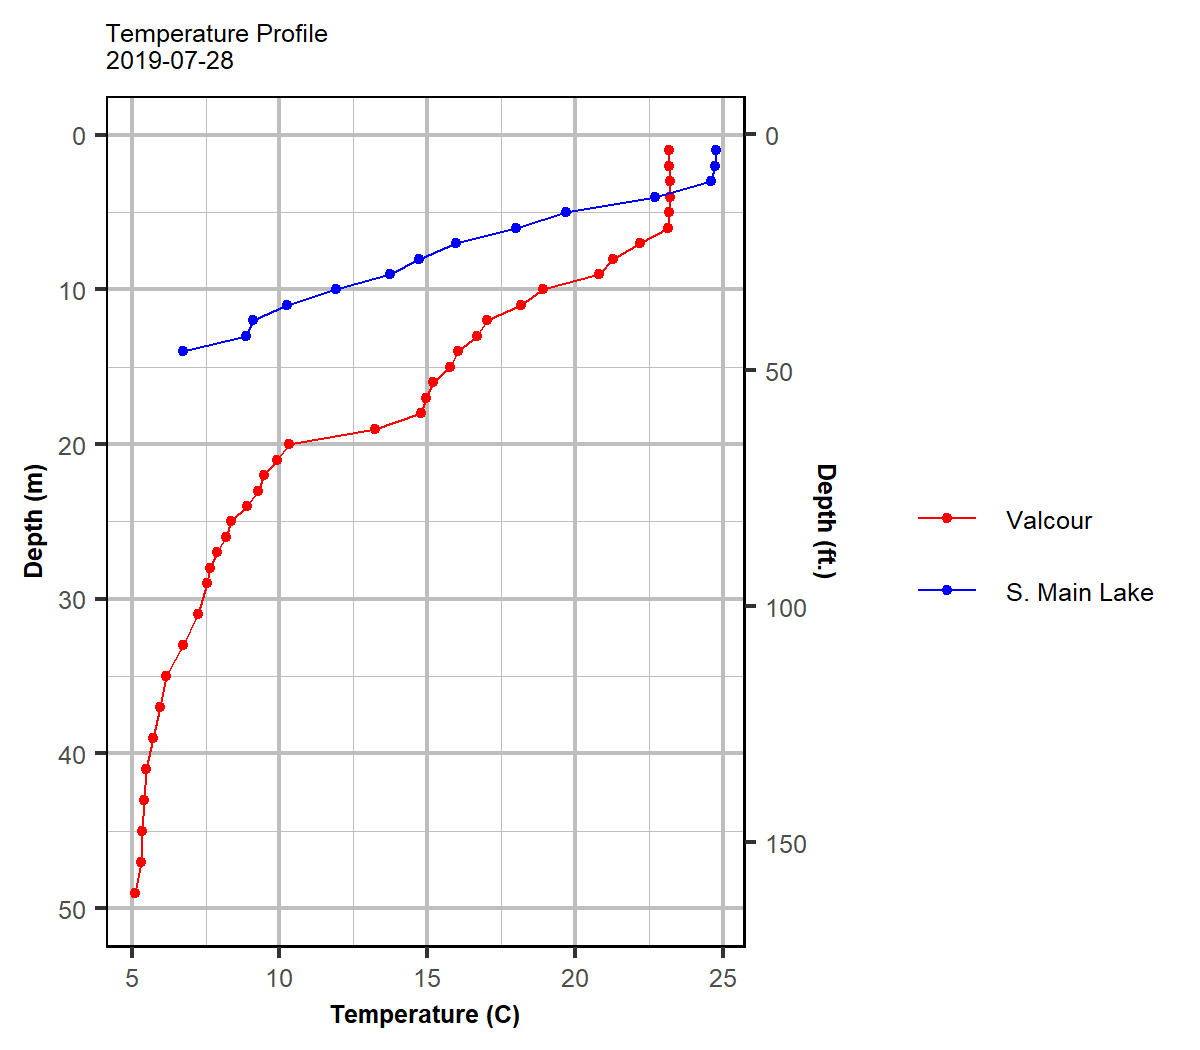 Temperature Profile
2019-07-28
0
10
20
30
40
50
Depth (m)
0
50
100
150
Depth (ft.)
5 10 15 20 25
Temperature (C)
Valcour
S. Main Lake